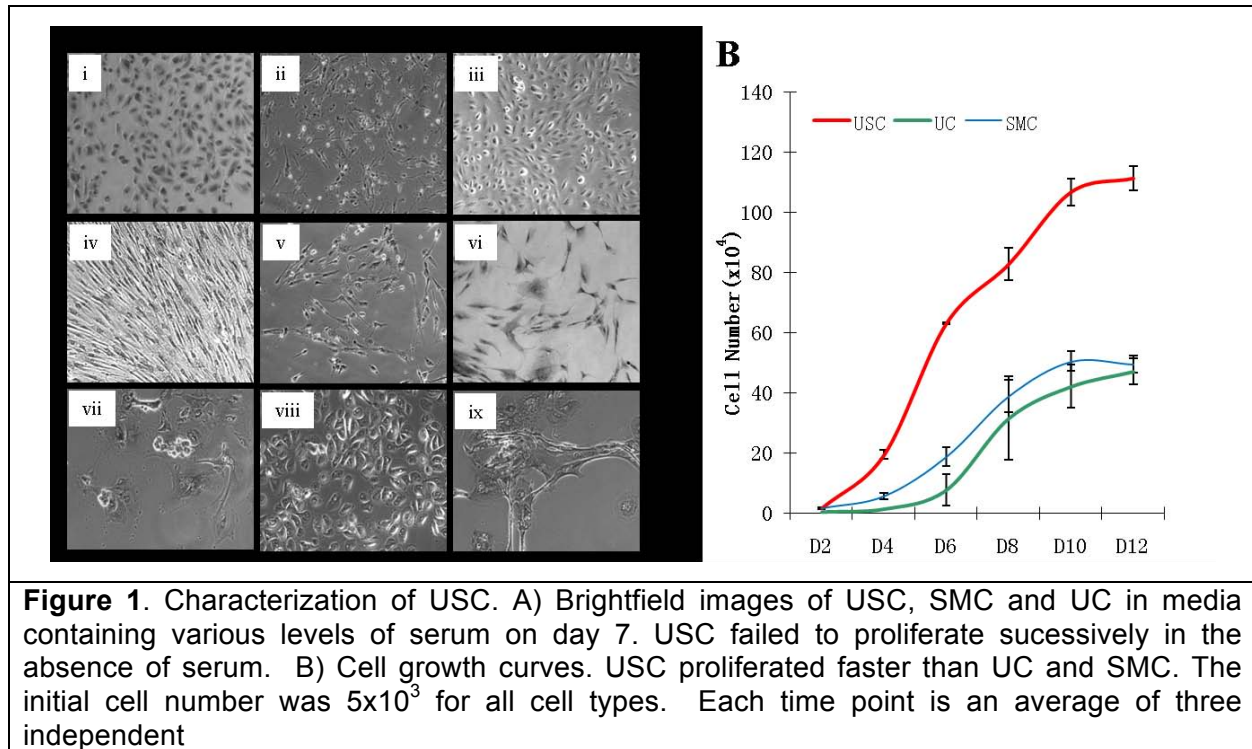 i
ii
iii
iv
v
vi
vii
viii
ix
B
140
120
100
80
60
40
20
0
Cell Number(x10⁴)
USC UC SMC
D2 D4 D6 D8 D10 D12
Figure 1. Characterization of USC. A) Brightfield images of USC, SMC and UC in media
containing various levels of serum on day 7. USC failed to proliferate sucessively in the
absence of serum. B) Cell growth curves. USC proliferated faster than UC and SMC. The
initial cell number was 5x10³ for all cell types. Each time point is an average of three
independent